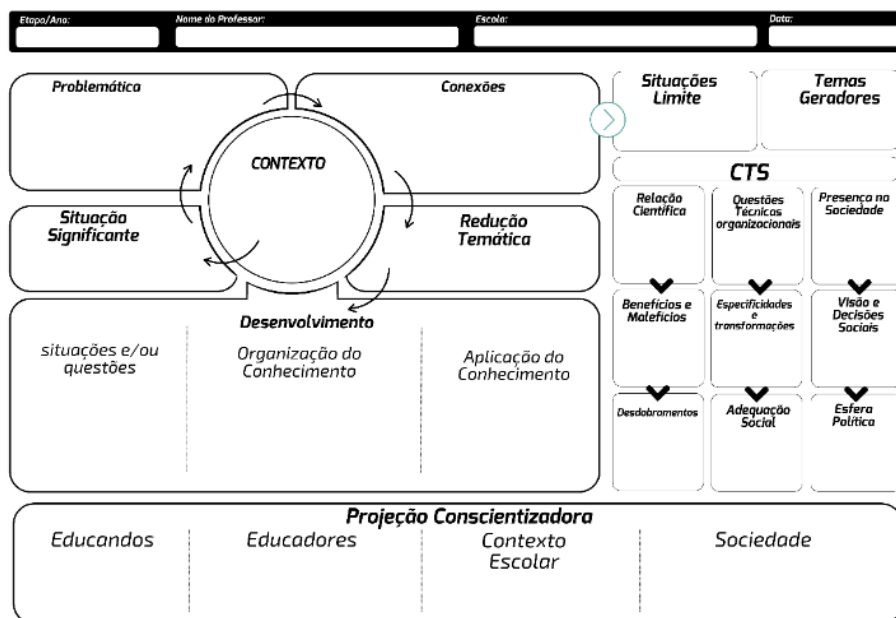 Etapa/Ano:
Nome do Professor:
Escola:
Data:
Problemática
Conexões
CONTEXTO
Situação
Significante
Redução
Temática
Desenvolvimento
situações e/ou
questões
Organização do
Conhecimento
Aplicação do
Conhecimento
Situações
Limite
Temas
Geradores
CTS
Relação
Científica
Questões
Técnicas
organizacionais
Presença na
Sociedade
Benefícios e
Malefícios
Especificidades
e
transformações
Visão e
Decisões
Sociais
Desdobramentos
Adequação
Social
Esfera
Política
Projeção Conscientizadora
Educandos
Educadores
Contexto
Escolar
Sociedade